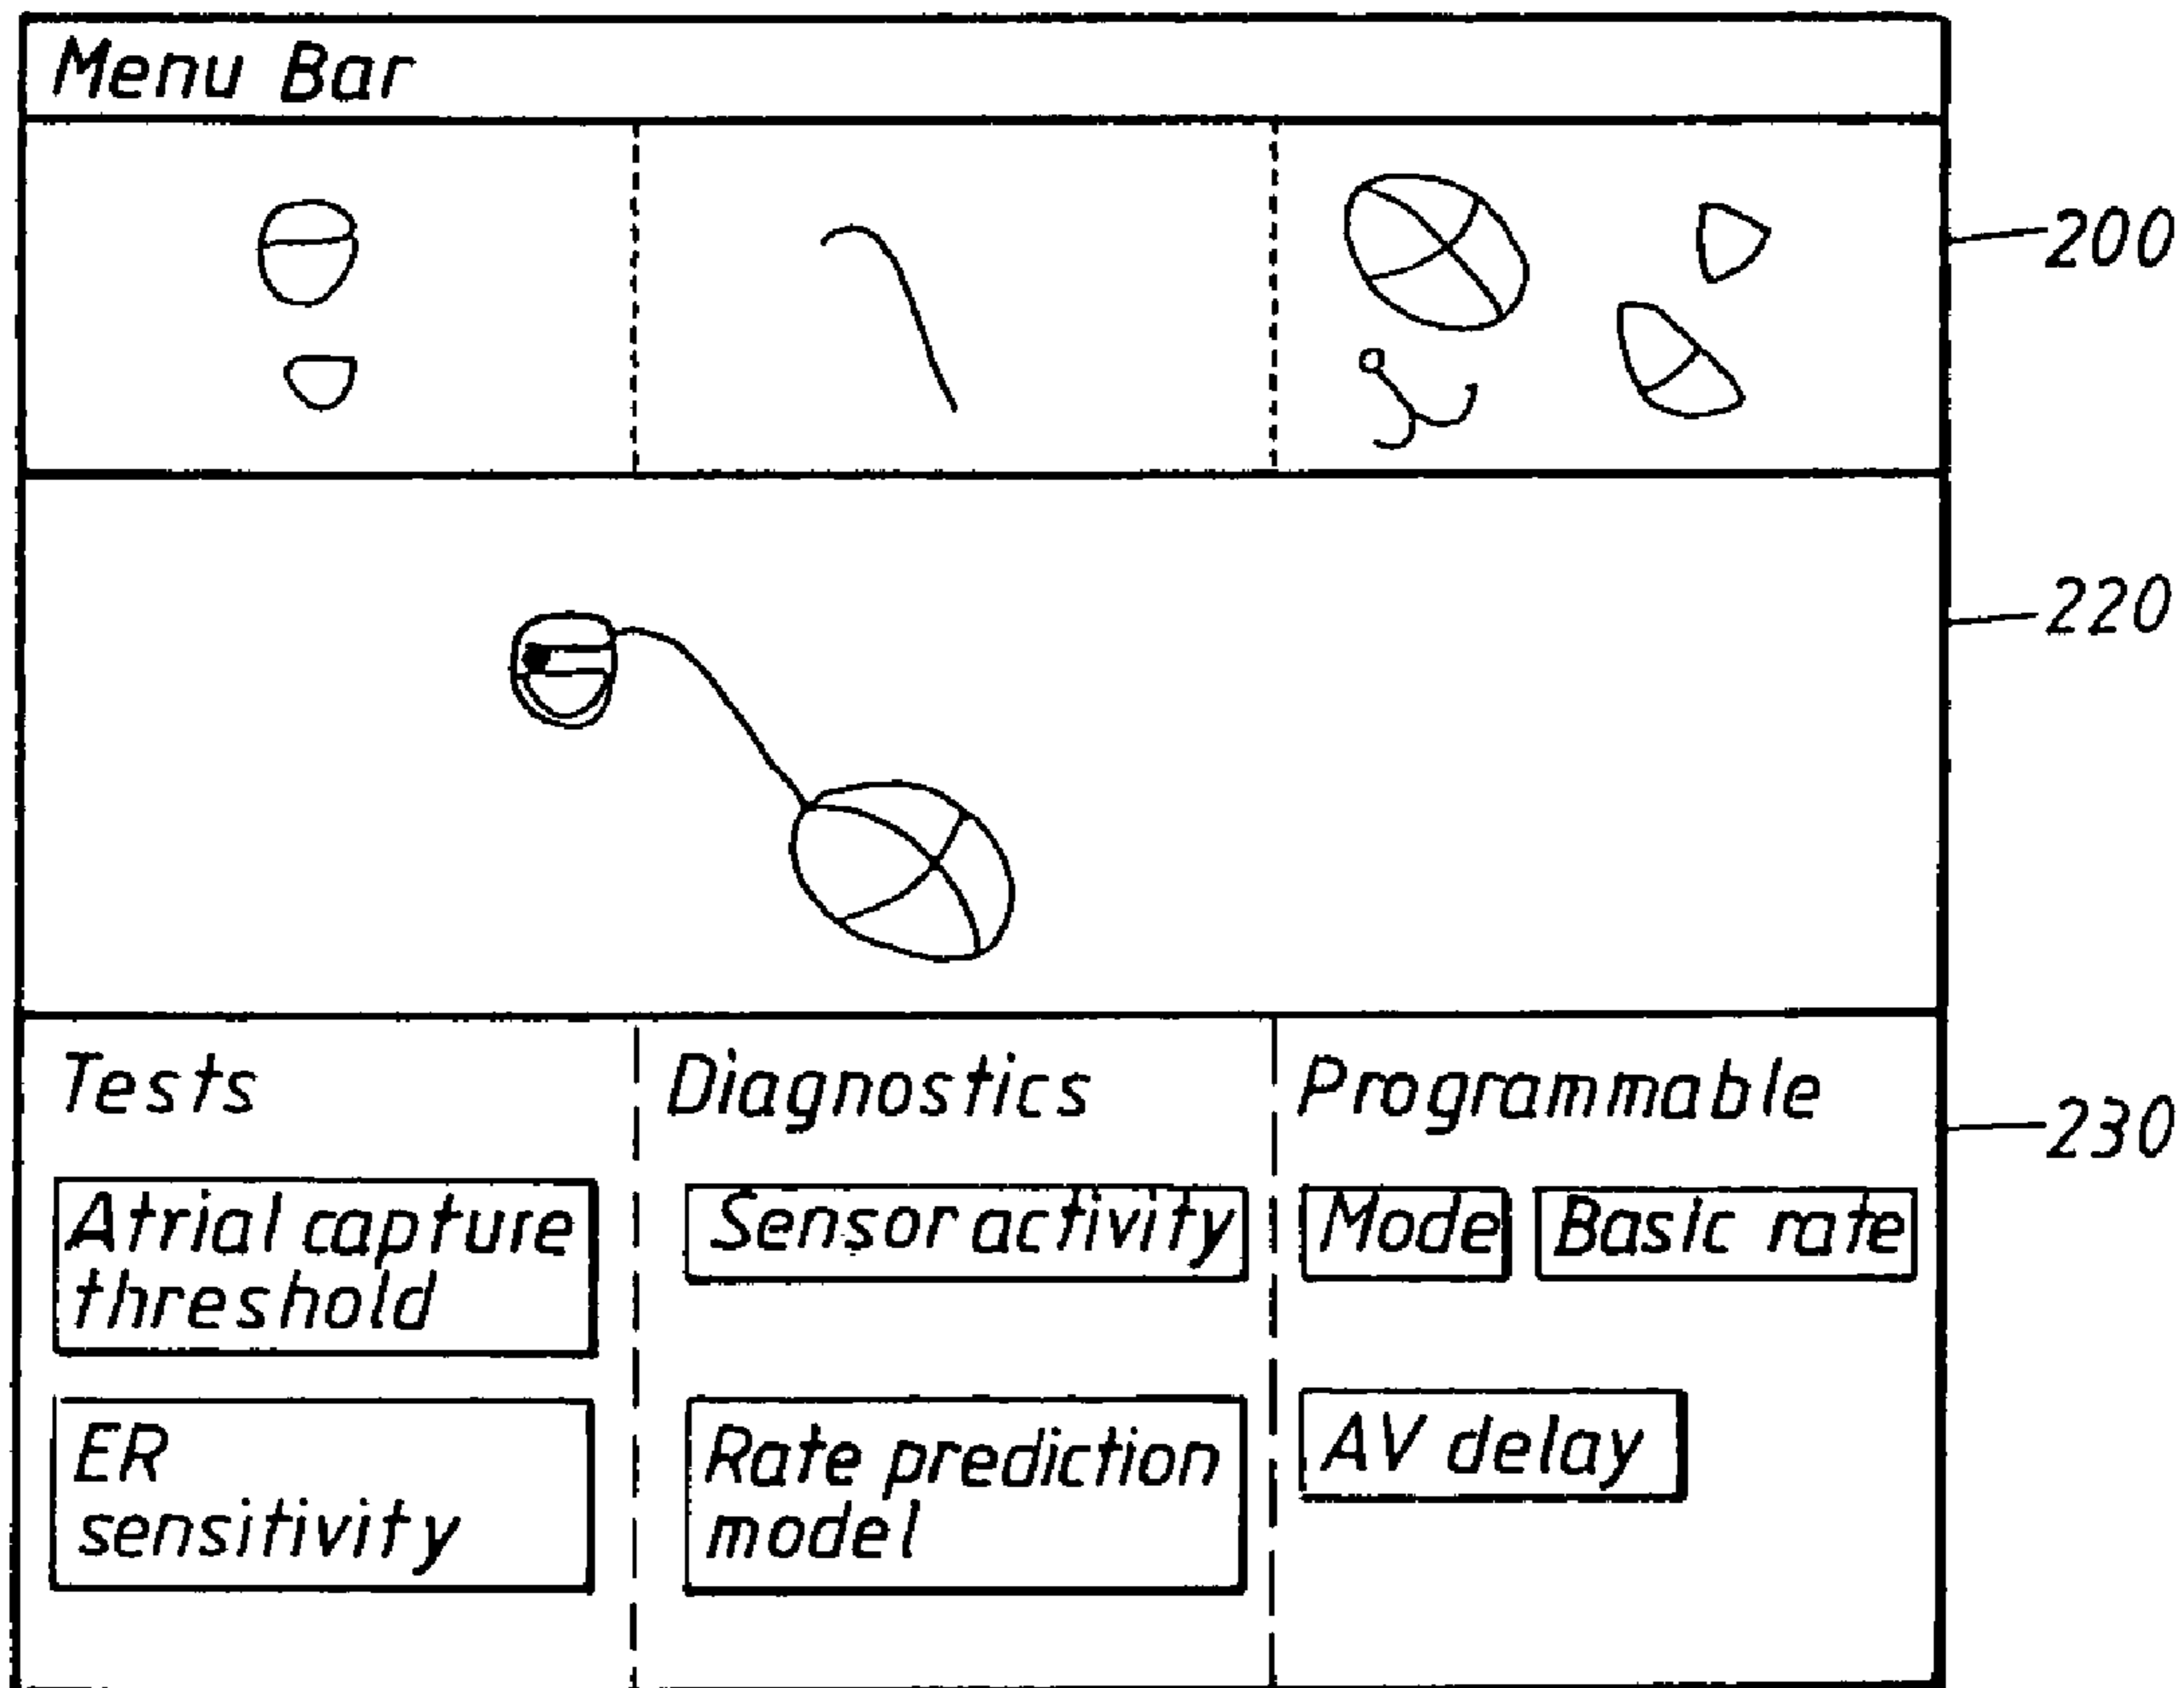 Menu Bar
200
220
Tests
Diagnostics
Programmable
230
Atrial capture
threshold
Sensor activity
Mode
Basic rate
ER
sensitivity
Rate prediction
model
AV delay